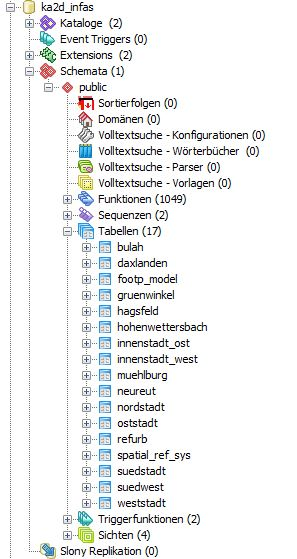 ka2d_infas
Kataloge (2)
Event Triggers (0)
Extensions (2)
Schemata (1)
public
Sortierfolgen (0)
Domänen (0)
Volltextsuche - Konfigurationen (0)
Volltextsuche - Wörterbücher (0)
Volltextsuche - Parser (0)
Volltextsuche - Vorlagen (0)
Funktionen (1049)
Sequenzen (2)
Tabellen (17)
bulah
daxlanden
footp_model
gruenwinkel
hagsfeld
hohenwettersbach
innenstadt_ost
innenstadt_west
muehlburg
neureut
nordstadt
oststadt
refurb
spatial_ref_sys
suedstadt
suedwest
weststadt
Triggerfunktionen (2)
Sichten (4)
Slony Replikation (0)